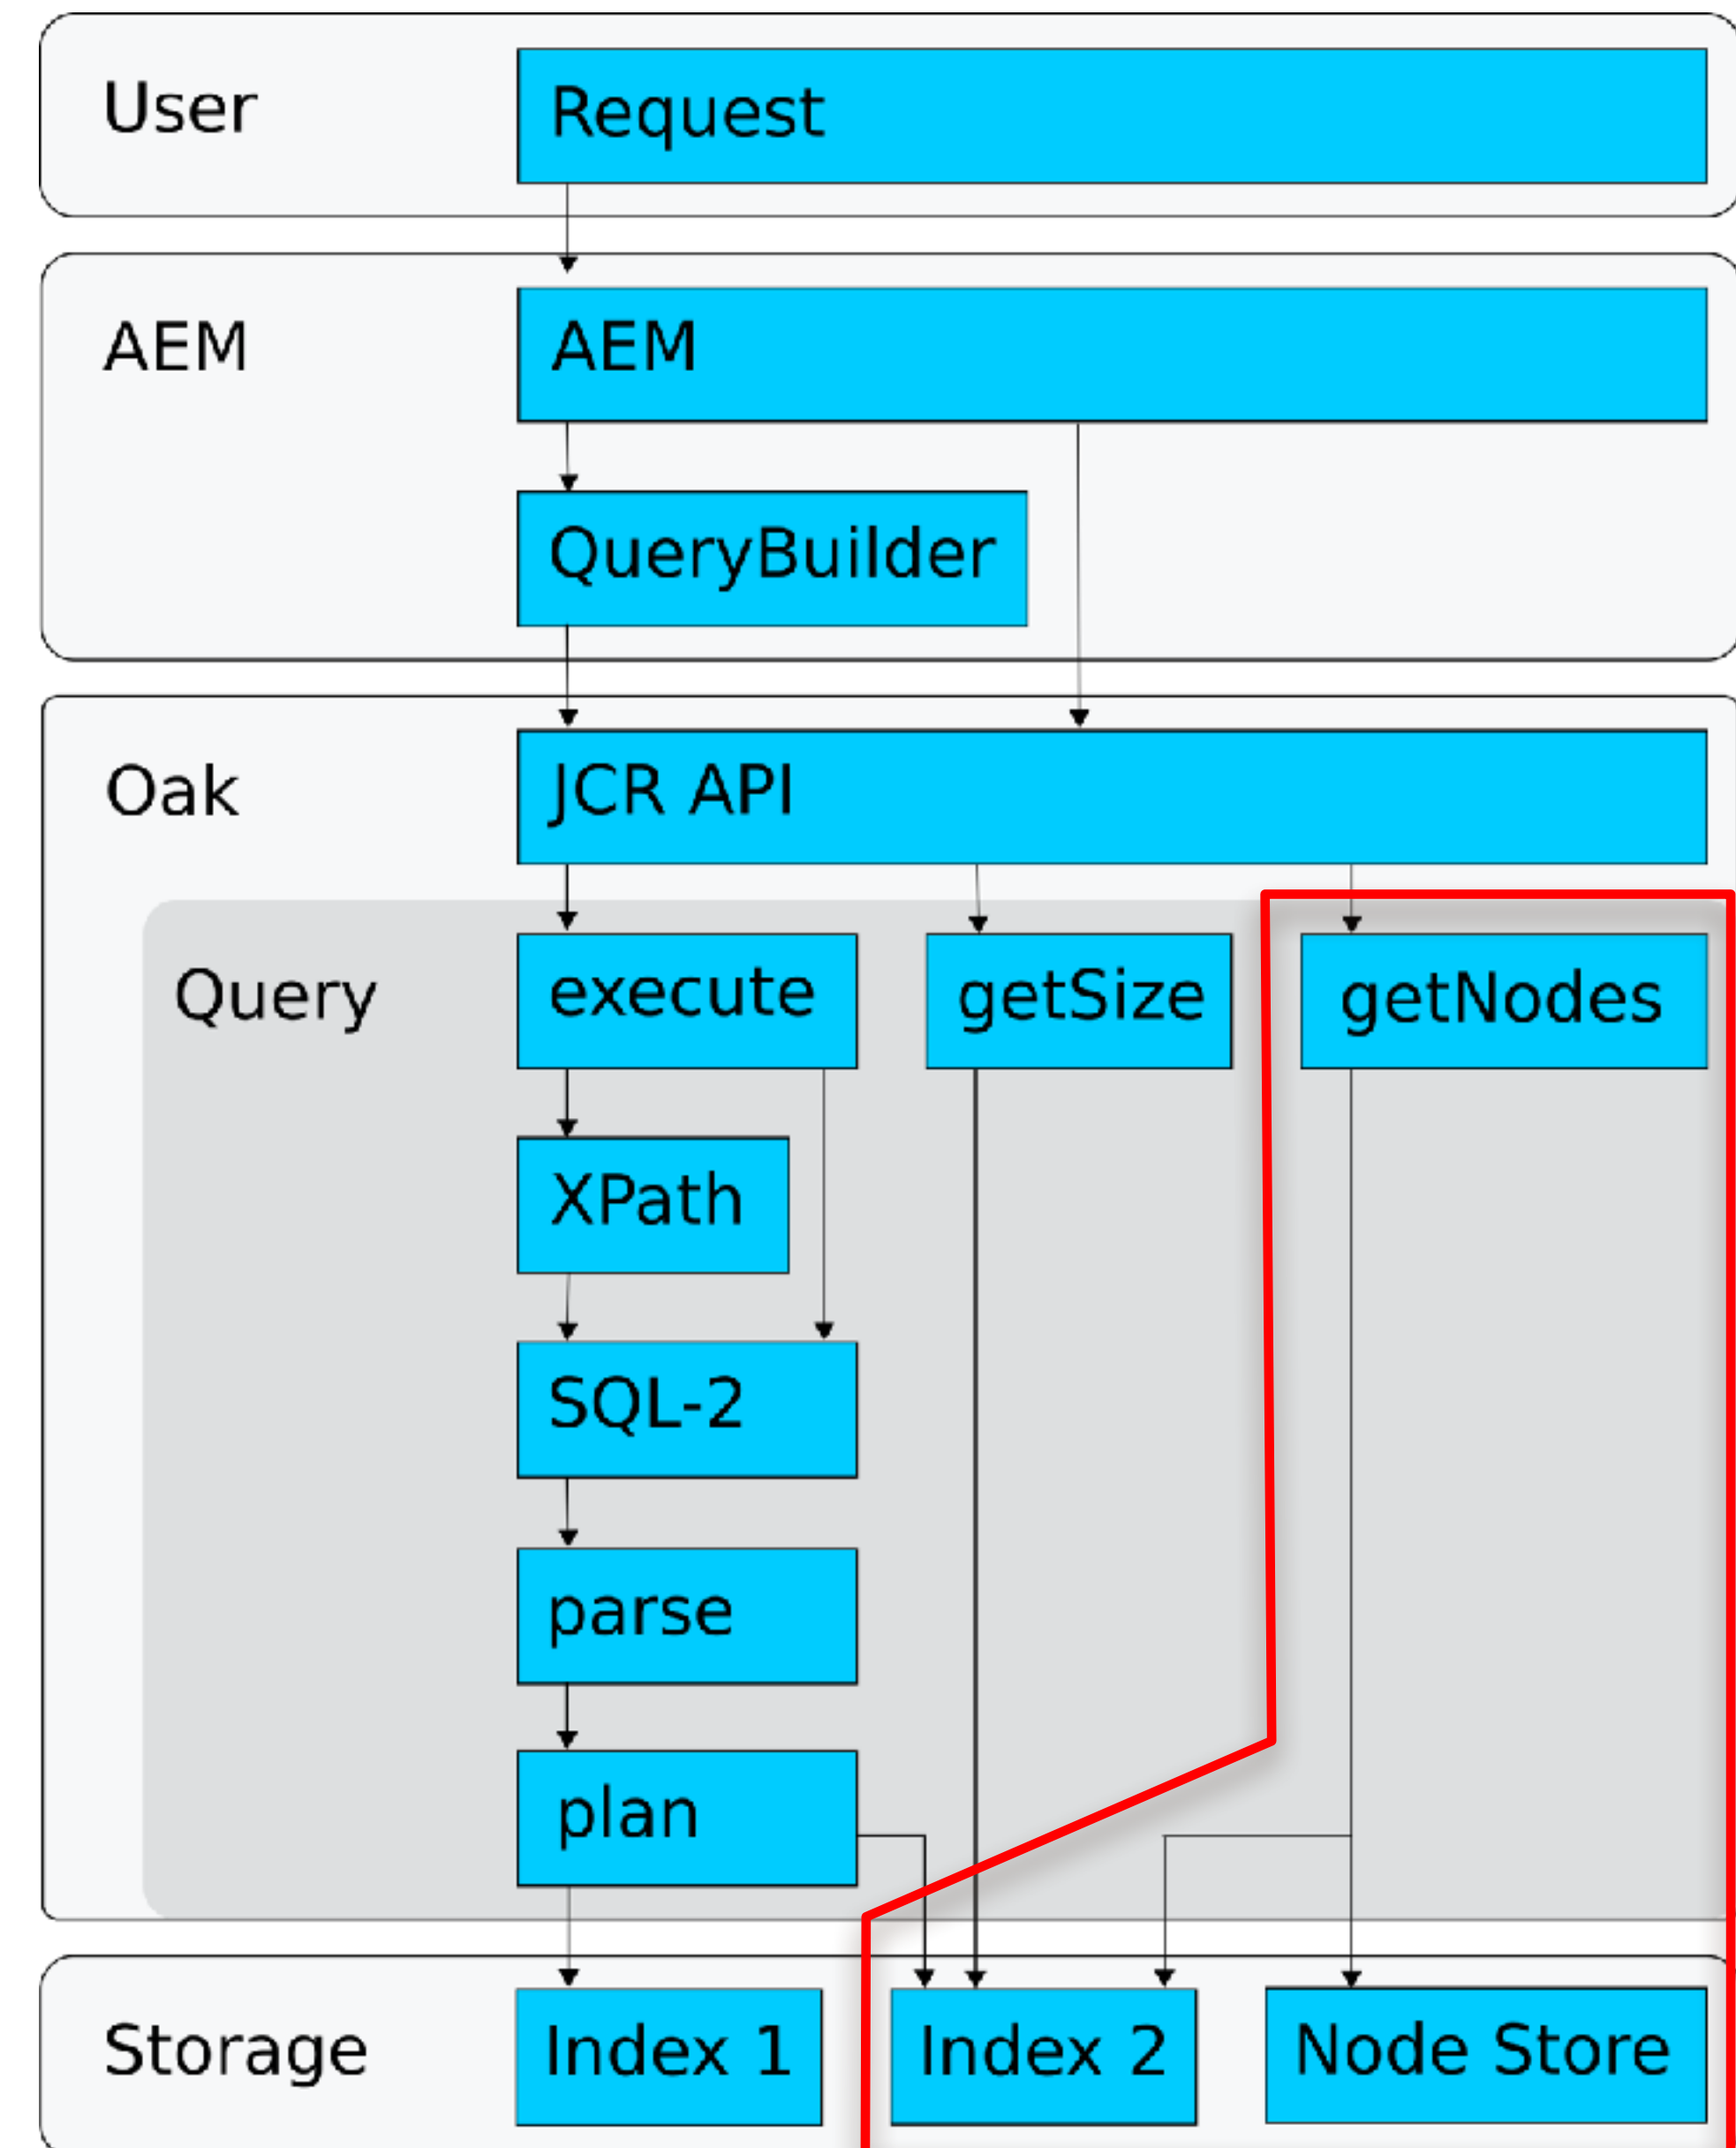 User
Request
AEM
AEM
QueryBuilder
Oak
JCR API
Query
execute
getSize
getNodes
XPath
SQL-2
parse
plan
Storage
Index 1
Index 2
Node Store